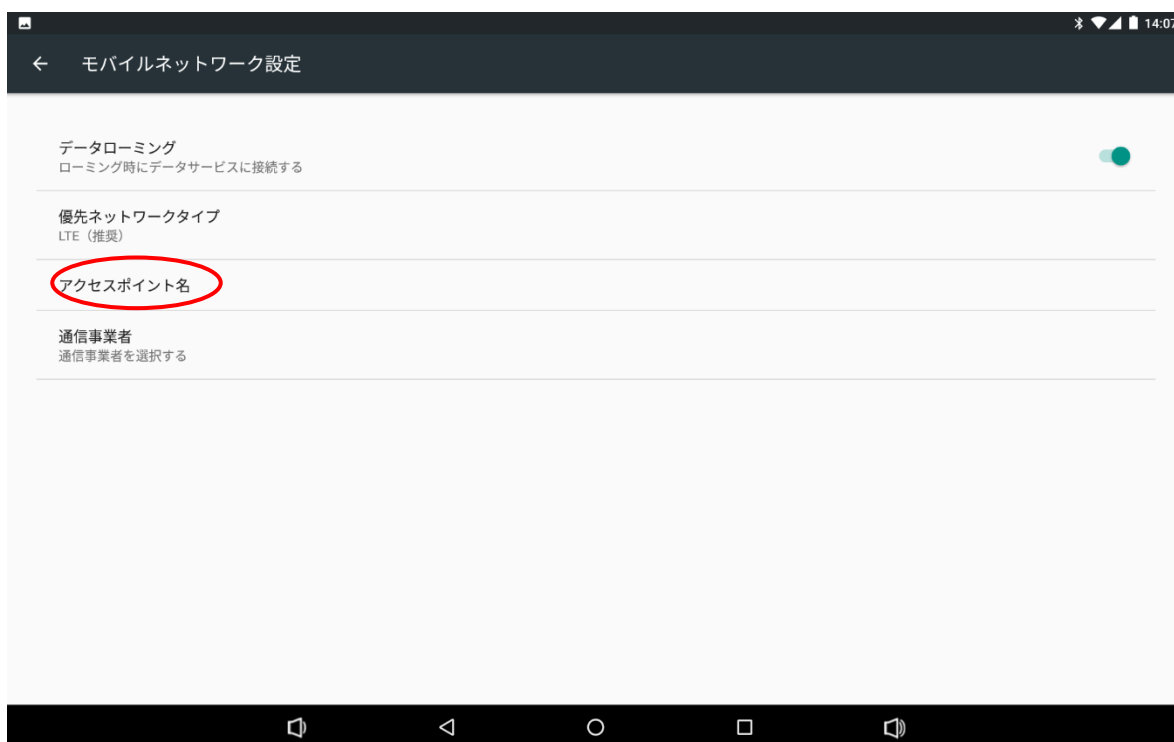 14:07
モバイルネットワーク設定
データローミング
ローミング時にデータサービスに接続する
優先ネットワークタイプ
LTE（推奨）
アクセスポイント名
通信事業者
通信事業者を選択する